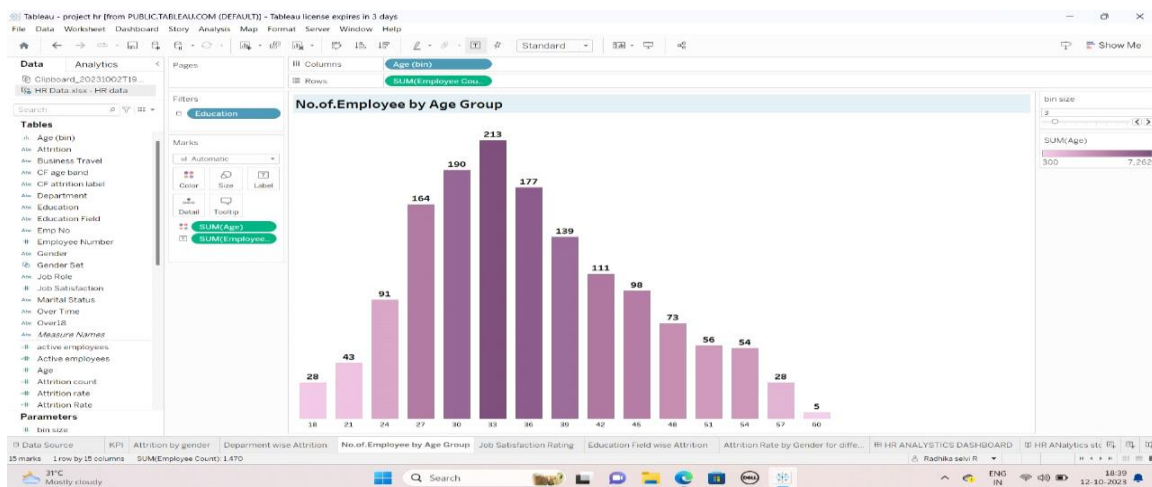 Tableau - project hr [from PUBLIC.TABLEAU.COM (DEFAULT)] - Tableau license expires in 3 days
File Data Worksheet Dashboard Story Analysis Map Format Server Window Help
Standard
Show Me
Data Analytics
Clipboard_20231002T19...
HR Data.xlsx - HR data
Search
Tables
Age (bin)
Attrition
Business Travel
CF age band
CF attrition label
Department
Education
Education Field
Emp No
Employee Number
Gender
Gender Set
Job Role
Job Satisfaction
Marital Status
Over Time
Over18
Measure Names
active employees
Active employees
Age
Attrition count
Attrition rate
Attrition Rate
Parameters
bin size
Pages
Filters
Education
Marks
Automatic
Color Size Label
Detail Tooltip
SUM(Age)
SUM(Employee..
Columns Age (bin)
Rows SUM(Employee Cou..
No.of.Employee by Age Group
28 43 91 164 190 213 177 139 111 98 73 56 54 28 5
18 21 24 27 30 33 36 39 42 45 48 51 54 57 60
bin size
3
SUM(Age)
300 7,262
Data Source KPI Attrition by gender Deparment wise Attrition No.of.Employee by Age Group Job Satisfaction Rating Education Field wise Attrition Attrition Rate by Gender for diffe... HR ANALYSTICS DASHBOARD HR ANalytics stc
15 marks 1 row by 15 columns SUM(Employee Count): 1,470
Radhika selvi R
31°C
Mostly cloudy
Search
DELL
ENG
IN
18:39
12-10-2023